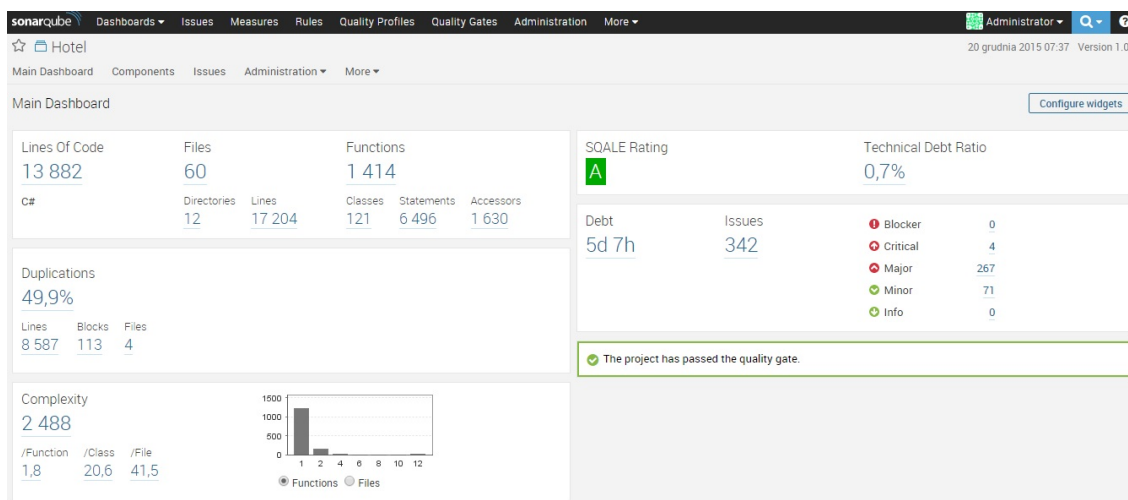 sonarqube Dashboards Issues Measures Rules Quality Profiles Quality Gates Administration More Administrator
Hotel 20 grudnia 2015 07:37 Version 1.0
Main Dashboard Components Issues Administration More
Main Dashboard Configure widgets
Lines Of Code Files Functions
13 882 60 1 414
C# Directories Lines Classes Statements Accessors
12 17 204 121 6 496 1 630
SQALE Rating Technical Debt Ratio
A 0,7%
Debt Issues
5d 7h 342
Blocker 0
Critical 4
Major 267
Minor 71
Info 0
Duplications
49,9%
Lines Blocks Files
8 587 113 4
The project has passed the quality gate.
Complexity
2 488
/Function /Class /File
1,8 20,6 41,5
1500
1000
500
0
1 2 4 6 8 10 12
Functions Files